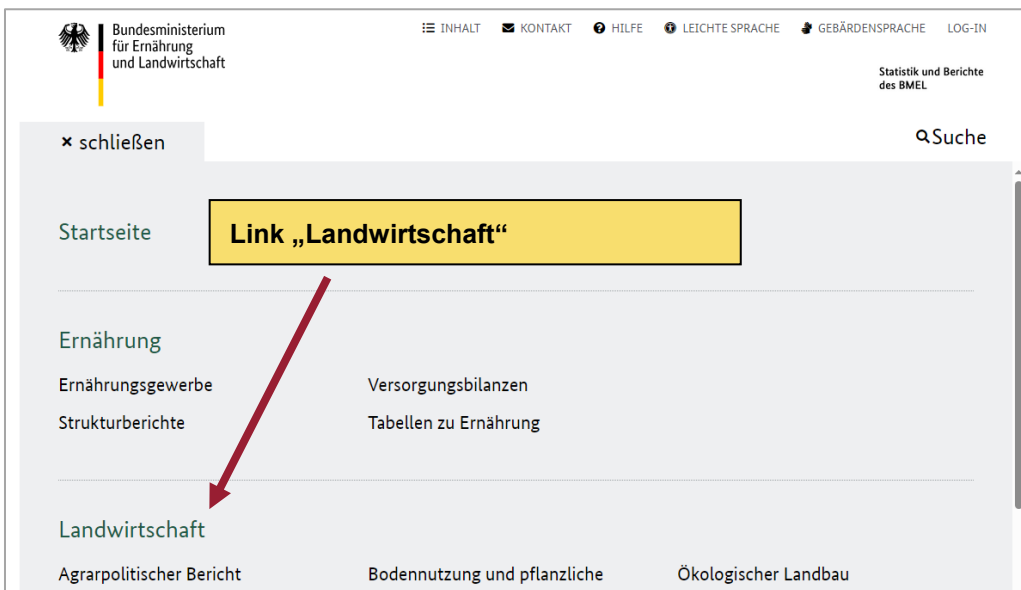 Bundesministerium
für Ernährung
und Landwirtschaft
INHALT KONTAKT HILFE LEICHTE SPRACHE GEBÄRDENSPRACHE LOG-IN
Statistik und Berichte
des BMEL
× schließen
Suche
Startseite
Link „Landwirtschaft“
Ernährung
Ernährungsgewerbe Versorgungsbilanzen
Strukturberichte Tabellen zu Ernährung
Landwirtschaft
Agrarpolitischer Bericht Bodennutzung und pflanzliche Ökologischer Landbau